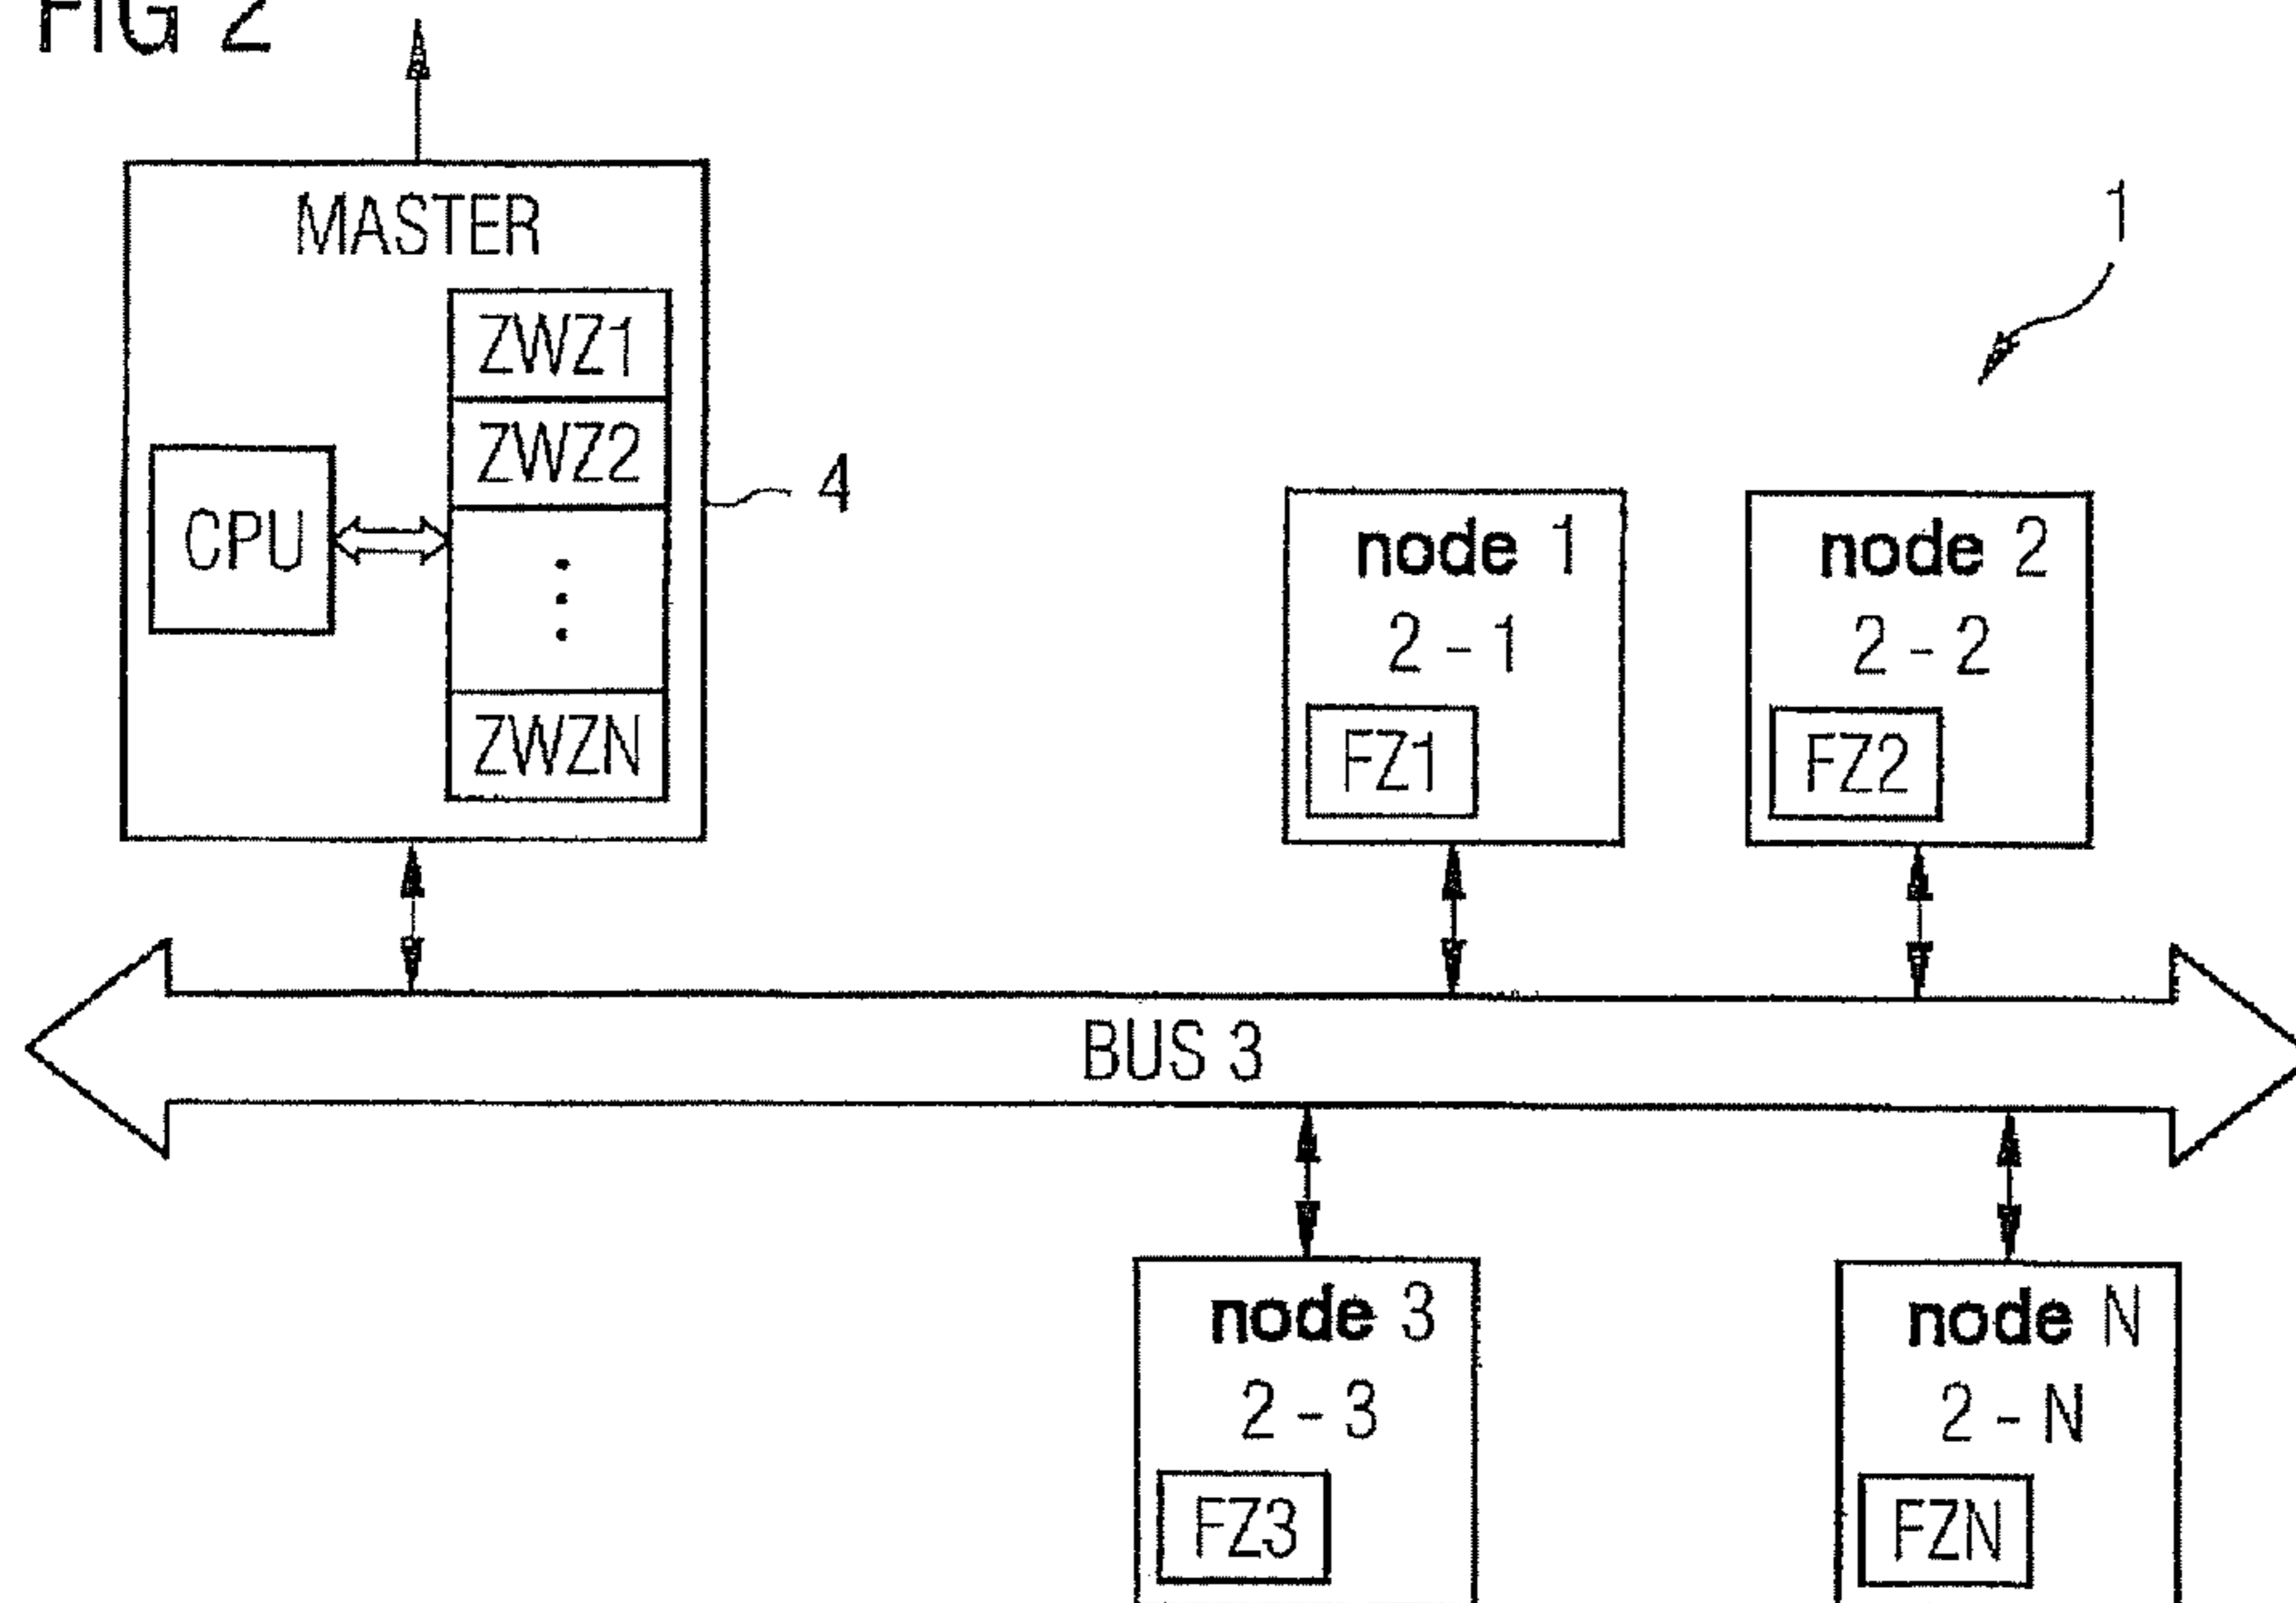 FIG 2
MASTER
1
ZWZ1
ZWZ2
4
CPU
ZWZN
node 1
2-1
FZ1
node 2
2-2
FZ2
BUS 3
node 3
2-3
FZ3
node N
2-N
FZN